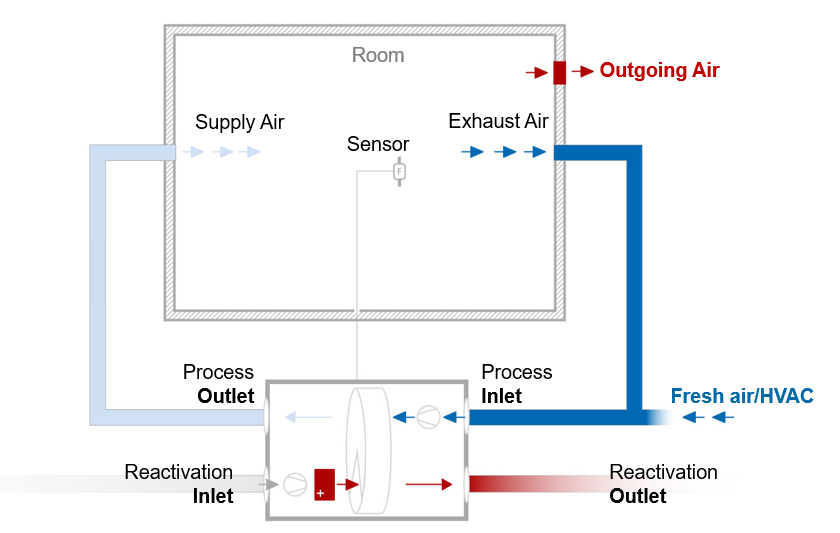 Room
Outgoing Air
Supply Air
Exhaust Air
Sensor
F
Process
Outlet
Process
Inlet
Fresh air/HVAC
Reactivation
Inlet
+
Reactivation
Outlet